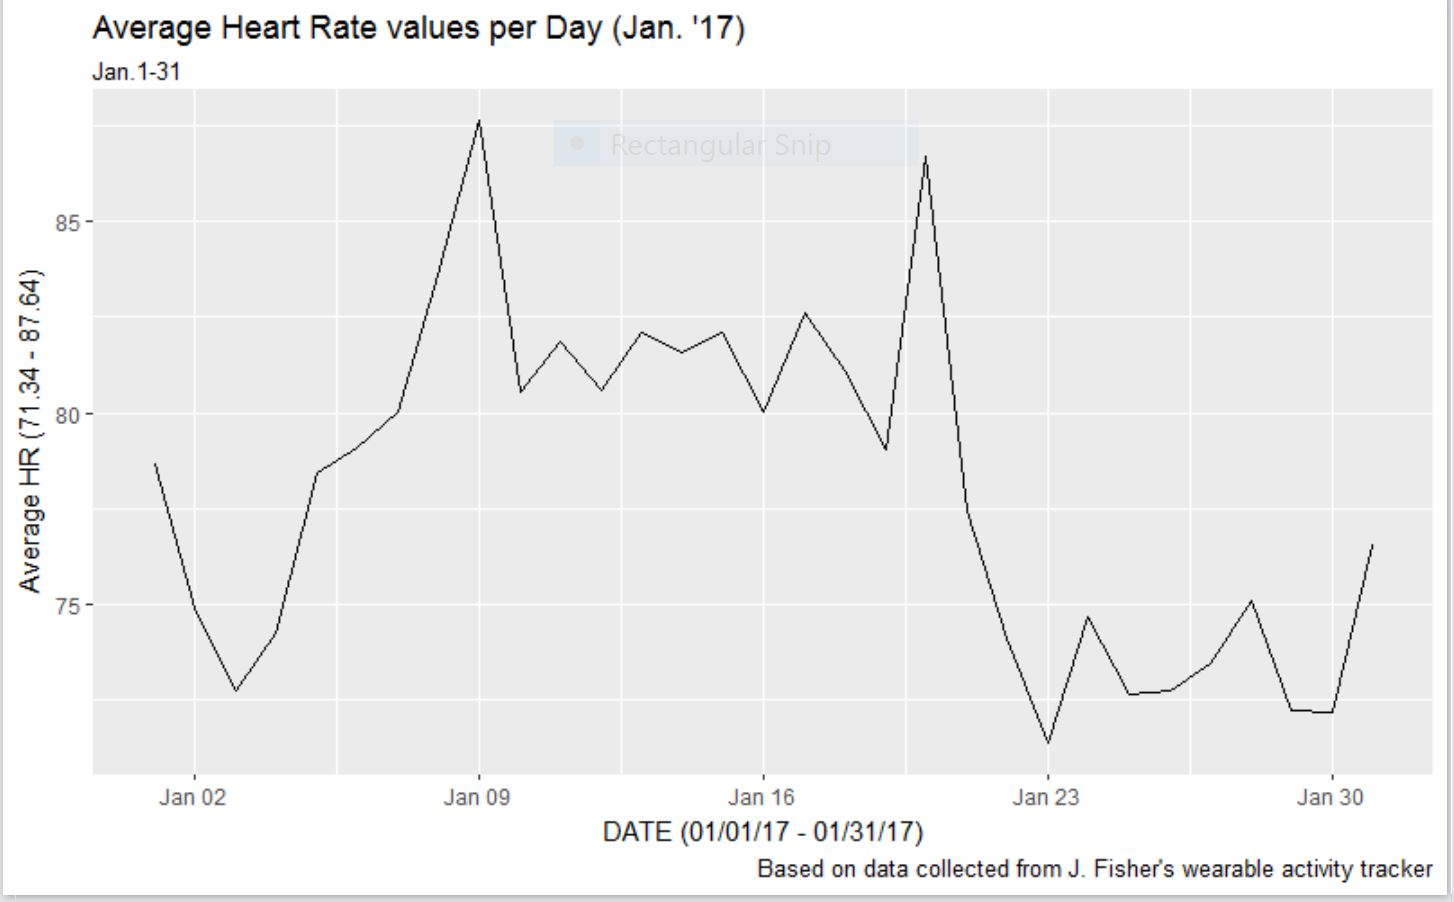 Average Heart Rate values per Day (Jan. '17)
Jan.1-31
Rectangular Snip
Average HR (71.34 - 87.64)
85
80
75
Jan 02 Jan 09 Jan 16 Jan 23 Jan 30
DATE (01/01/17 - 01/31/17)
Based on data collected from J. Fisher's wearable activity tracker